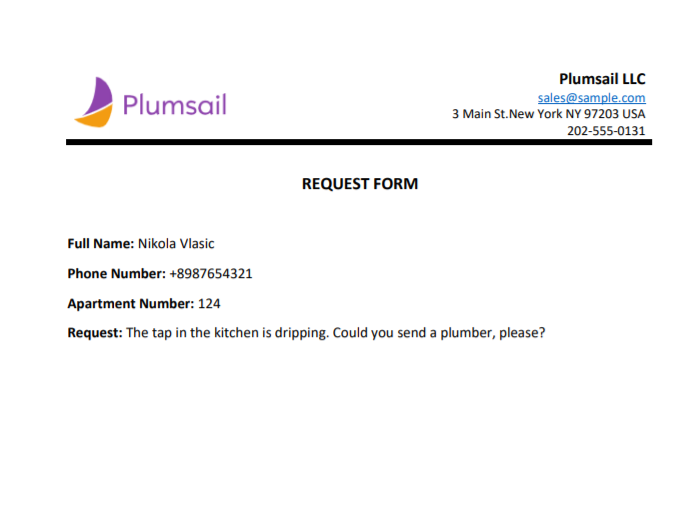 Plumsail
Plumsail LLC
sales@sample.com
3 Main St.New York NY 97203 USA
202-555-0131
REQUEST FORM
Full Name: Nikola Vlasic
Phone Number: +8987654321
Apartment Number: 124
Request: The tap in the kitchen is dripping. Could you send a plumber, please?